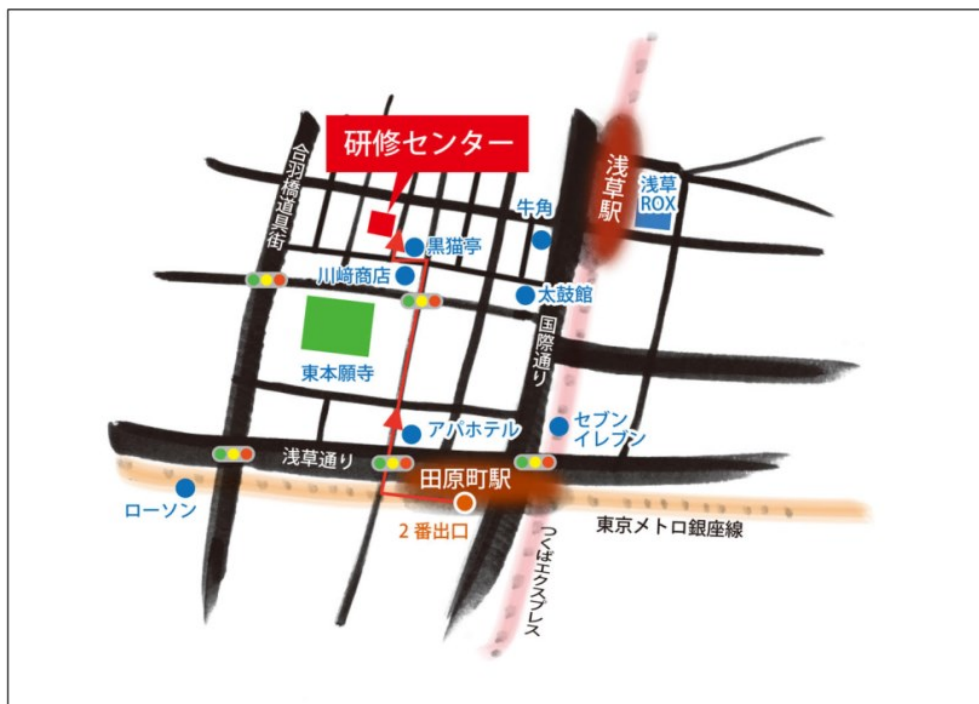 研修センター
合羽橋道具街
浅草駅
浅草
ROX
牛角
黒猫亭
川﨑商店
太鼓館
国際通り
東本願寺
アパホテル
セブン
イレブン
浅草通り
田原町駅
ローソン
2番出口
東京メトロ銀座線
つくばエクスプレス